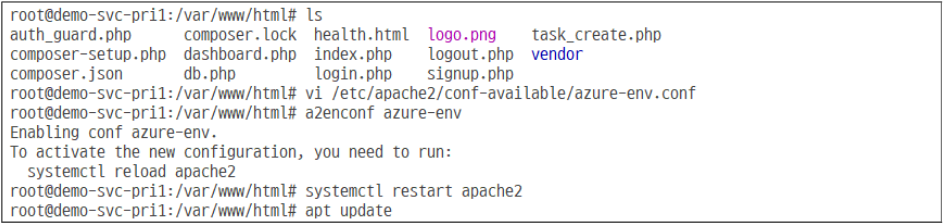 root@demo-svc-pri1:/var/www/html# ls
auth_guard.php      composer.lock  health.html  logo.png    task_create.php
composer-setup.php  dashboard.php  index.php    logout.php  vendor
composer.json       db.php         login.php    signup.php
root@demo-svc-pri1:/var/www/html# vi /etc/apache2/conf-available/azure-env.conf
root@demo-svc-pri1:/var/www/html# a2enconf azure-env
Enabling conf azure-env.
To activate the new configuration, you need to run:
  systemctl reload apache2
root@demo-svc-pri1:/var/www/html# systemctl restart apache2
root@demo-svc-pri1:/var/www/html# apt update